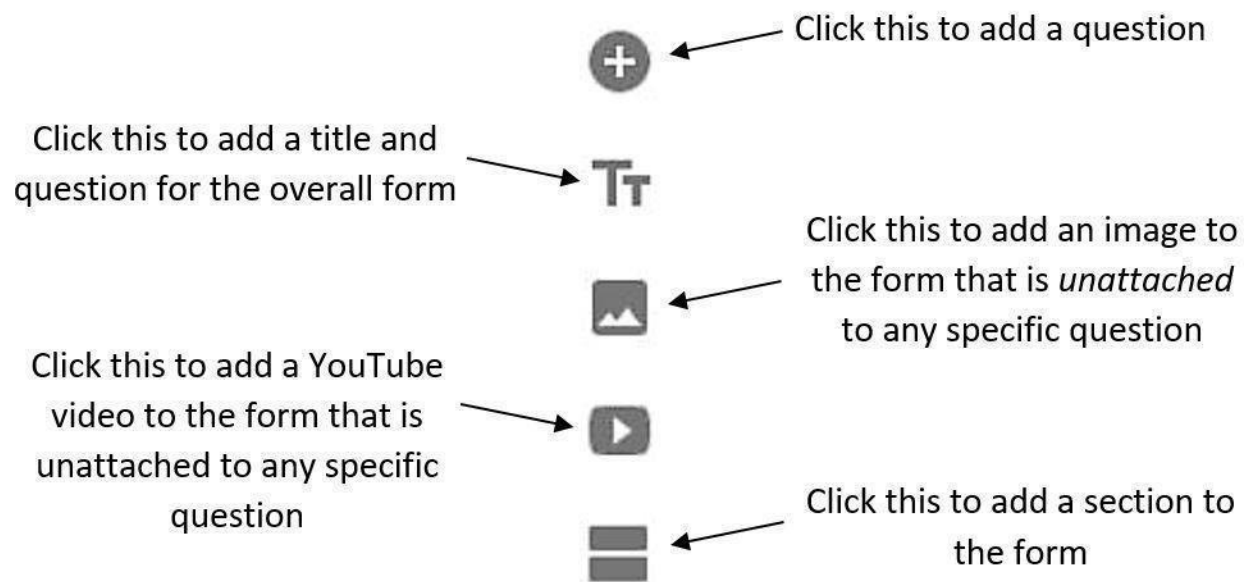 Click this to add a question
Click this to add a title and
question for the overall form
Click this to add an image to
the form that is unattached
to any specific question
Click this to add a YouTube
video to the form that is
unattached to any specific
question
Click this to add a section to
the form